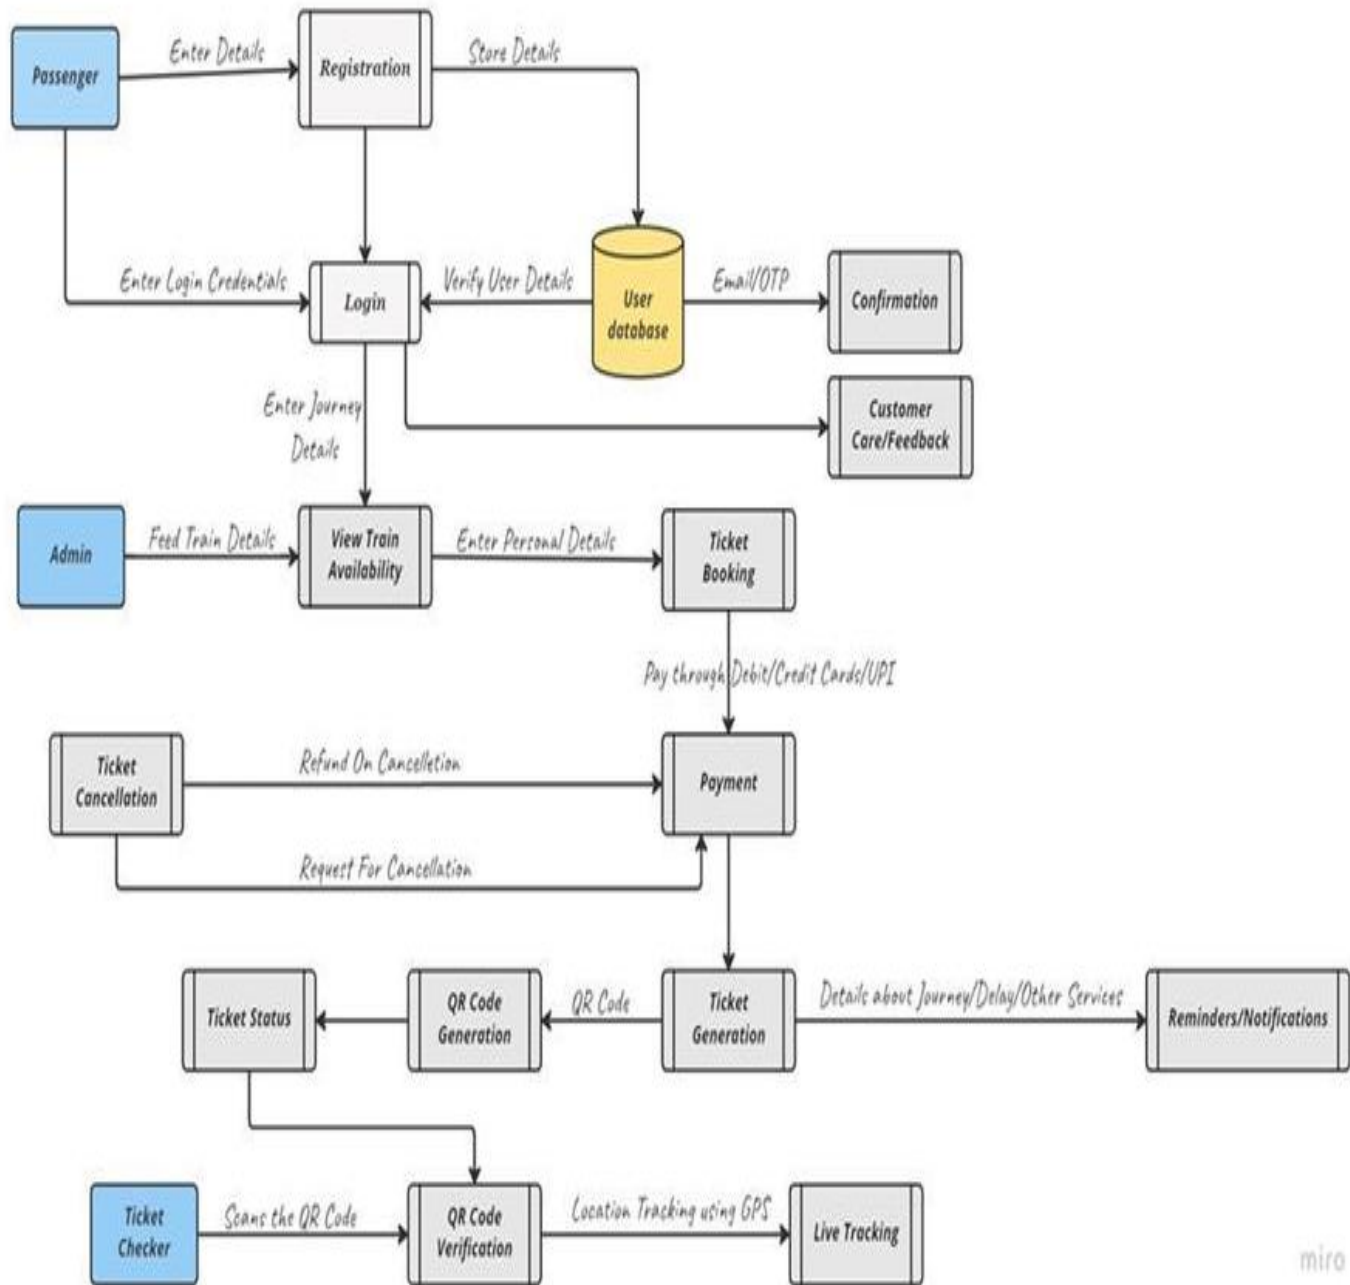 Enter Details
Store Details
Passenger
Registration
Enter Login Credentials
Login
Verify User Details
User
database
Email/OTP
Confirmation
Enter Journey
Details
Customer
Care/Feedback
Admin
Feed Train Details
View Train
Availability
Enter Personal Details
Ticket
Booking
Pay through Debit/Credit Cards/UPI
Ticket
Cancellation
Refund On Cancelletion
Payment
Request For Cancellation
Ticket Status
QR Code
Generation
QR Code
Ticket
Generation
Details about Journey/Delay/Other Services
Reminders/Notifications
Ticket
Checker
Scans the QR Code
QR Code
Verification
Location Tracking using GPS
Live Tracking
miro